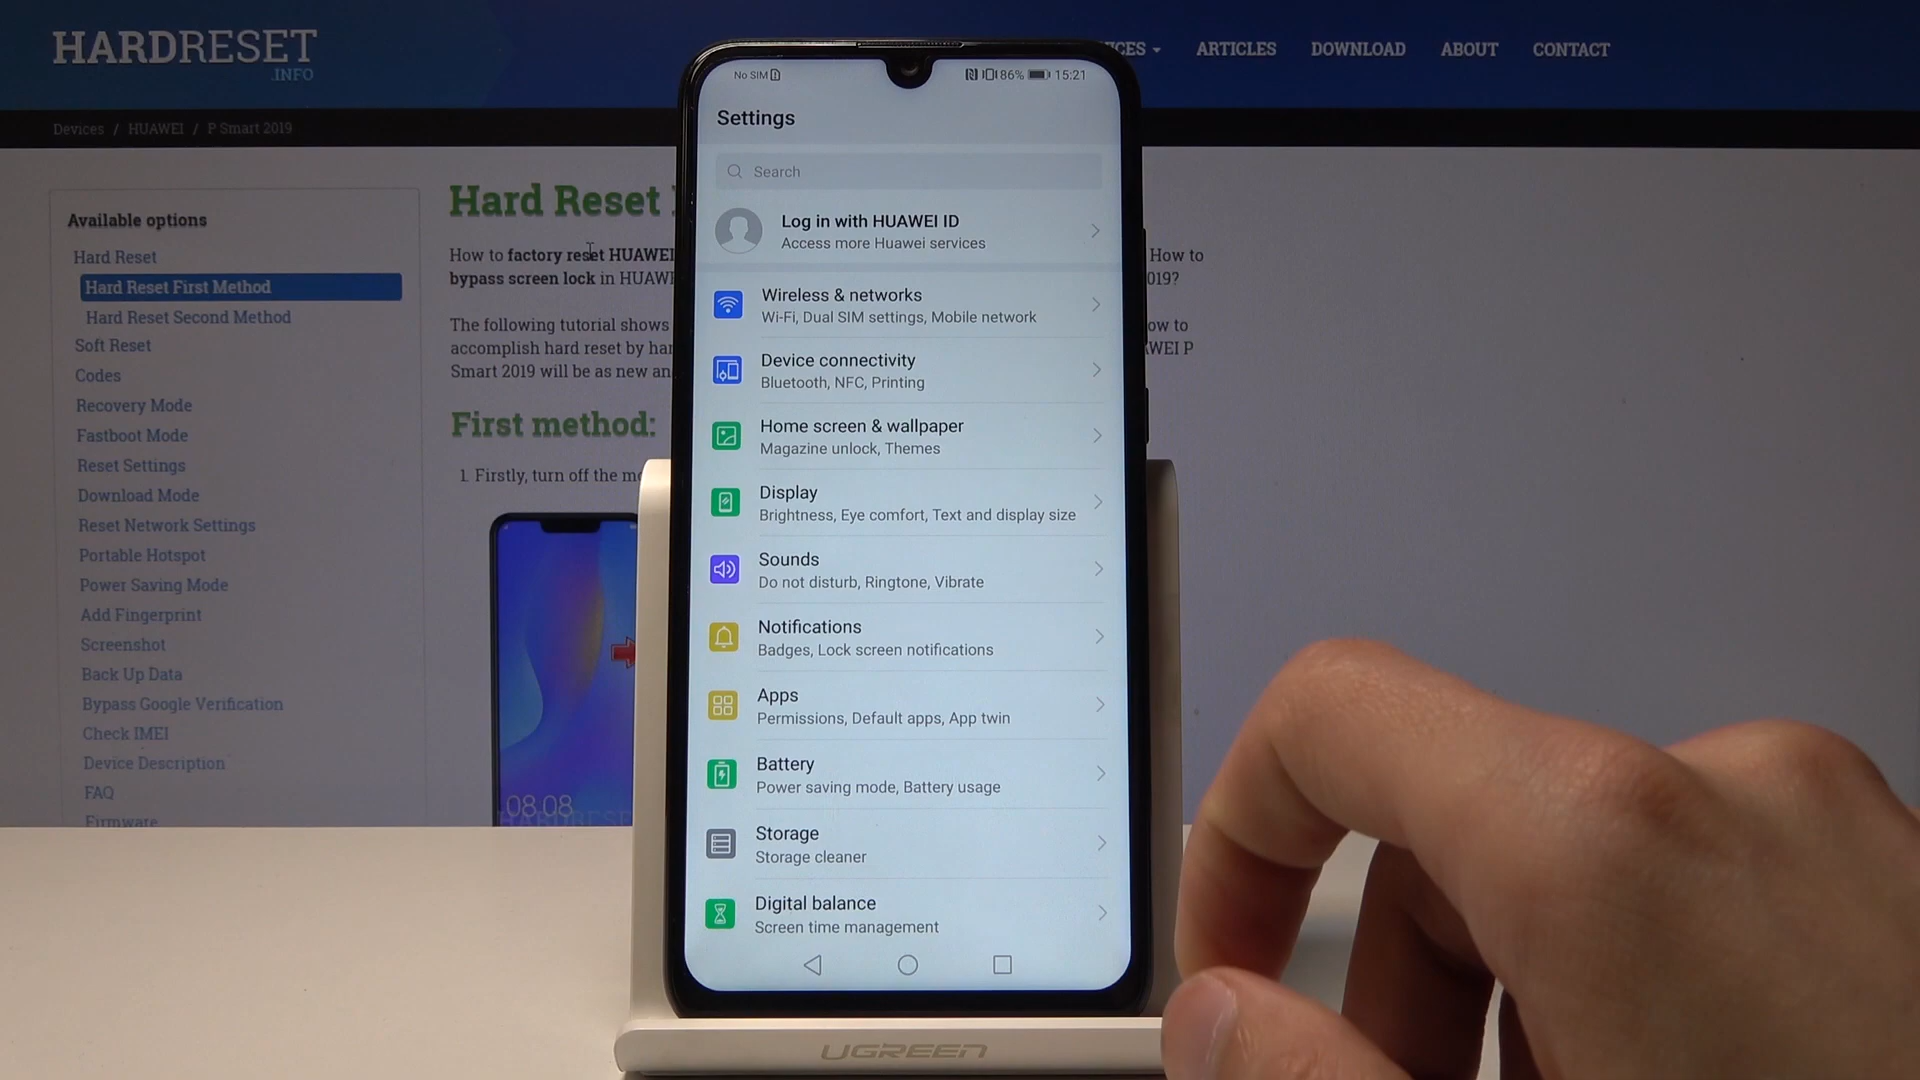 HARDRESET
.INFO
ICES
ARTICLES
DOWNLOAD
ABOUT
CONTACT
Devices / HUAWEI / P Smart 2019
Available options
Hard Reset
Hard Reset First Method
Hard Reset Second Method
Soft Reset
Codes
Recovery Mode
Fastboot Mode
Reset Settings
Download Mode
Reset Network Settings
Portable Hotspot
Power Saving Mode
Add Fingerprint
Screenshot
Back Up Data
Bypass Google Verification
Check IMEI
Device Description
FAQ
Firmware
Hard Reset
How to factory reset HUAWEI
How to
bypass screen lock in HUAW
019?
The following tutorial shows
ow to
accomplish hard reset by har
WEI P
Smart 2019 will be as new an
First method:
1. Firstly, turn off the mo
08:08
No SIM
86% 15:21
Settings
Search
Log in with HUAWEI ID
Access more Huawei services
Wireless & networks
Wi-Fi, Dual SIM settings, Mobile network
Device connectivity
Bluetooth, NFC, Printing
Home screen & wallpaper
Magazine unlock, Themes
Display
Brightness, Eye comfort, Text and display size
Sounds
Do not disturb, Ringtone, Vibrate
Notifications
Badges, Lock screen notifications
Apps
Permissions, Default apps, App twin
Battery
Power saving mode, Battery usage
Storage
Storage cleaner
Digital balance
Screen time management
UGREEN